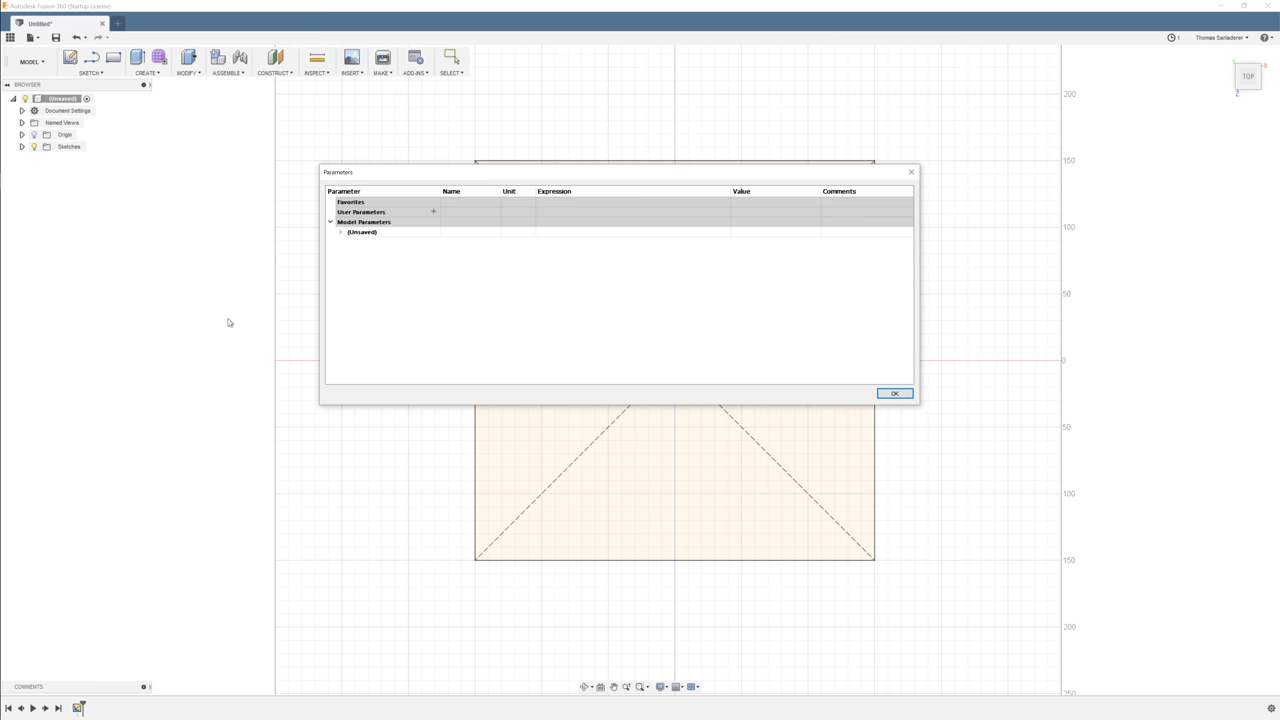 Autodesk Fusion 360 (Startup License)
Untitled*
Thomas Sanladerer
MODEL
SKETCH
CREATE
MODIFY
ASSEMBLE
CONSTRUCT
INSPECT
INSERT
MAKE
ADD-INS
SELECT
BROWSER
(Unsaved)
Document Settings
Named Views
Origin
Sketches
TOP
X
Z
200
150
100
50
0
50
100
150
200
250
Parameters
Parameter Name Unit Expression Value Comments
Favorites
User Parameters
Model Parameters
(Unsaved)
OK
COMMENTS